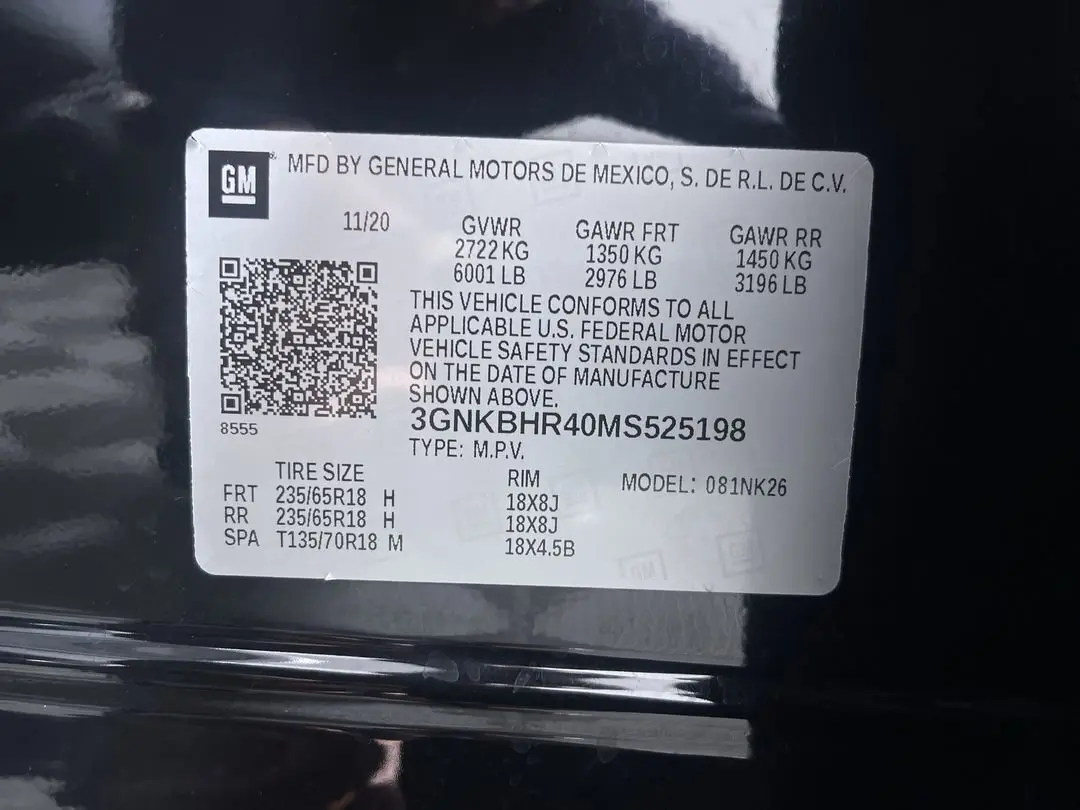 GM
MFD BY GENERAL MOTORS DE MEXICO, S. DE R.L. DE C.V.
11/20
GVWR GAWR FRT GAWR RR
2722 KG 1350 KG 1450 KG
6001 LB 2976 LB 3196 LB
THIS VEHICLE CONFORMS TO ALL
APPLICABLE U.S. FEDERAL MOTOR
VEHICLE SAFETY STANDARDS IN EFFECT
ON THE DATE OF MANUFACTURE
SHOWN ABOVE.
8555
3GNKBHR40MS525198
TYPE: M.P.V.
TIRE SIZE RIM MODEL: 081NK26
FRT 235/65R18 H 18X8J
RR 235/65R18 H 18X8J
SPA T135/70R18 M 18X4.5B
GM
GM